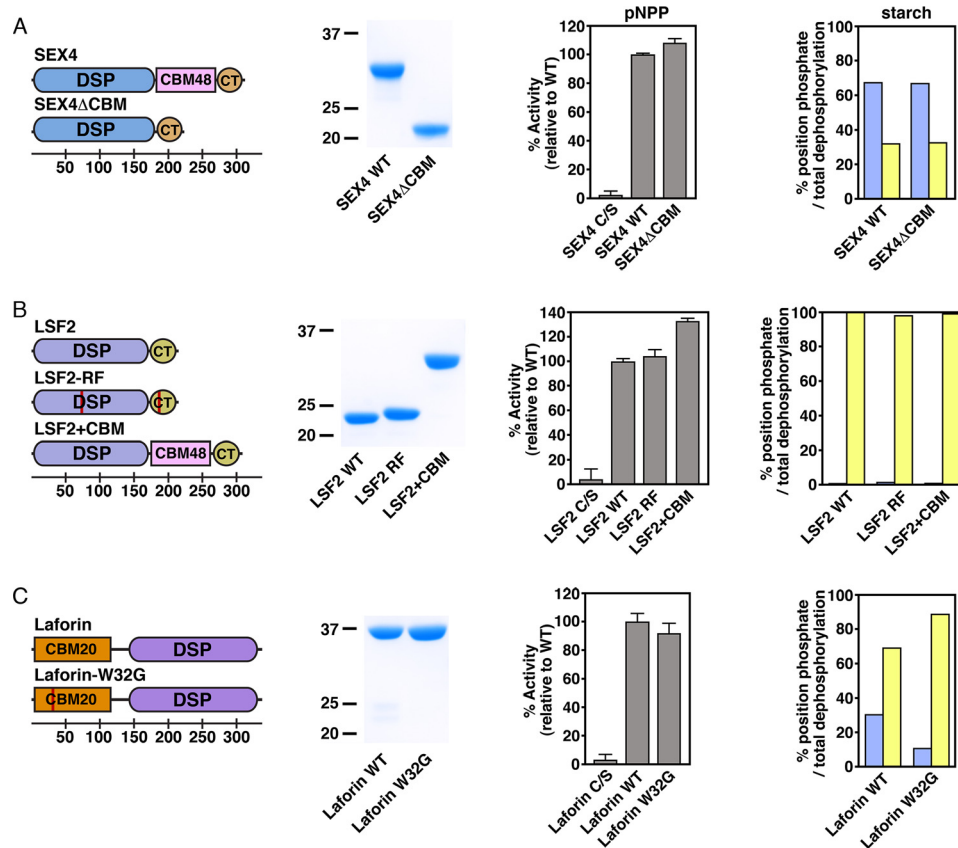 A
SEX4
DSP CBM48 CT
SEX4ΔCBM
DSP CT
50 100 150 200 250 300
37
25
20
SEX4 WT
SEX4ΔCBM
pNPP
% Activity
(relative to WT)
120
100
80
60
40
20
0
SEX4 C/S
SEX4 WT
SEX4ΔCBM
starch
% position phosphate
/ total dephosphorylation
100
80
60
40
20
0
SEX4 WT
SEX4ΔCBM
B
LSF2
DSP CT
LSF2-RF
DSP CT
LSF2+CBM
DSP CBM48 CT
50 100 150 200 250 300
37
25
20
LSF2 WT
LSF2 RF
LSF2+CBM
% Activity
(relative to WT)
140
120
100
80
60
40
20
0
LSF2 C/S
LSF2 WT
LSF2 RF
LSF2+CBM
% position phosphate
/ total dephosphorylation
100
80
60
40
20
0
LSF2 WT
LSF2 RF
LSF2+CBM
C
Laforin
CBM20 DSP
Laforin-W32G
CBM20 DSP
50 100 150 200 250 300
37
25
20
Laforin WT
Laforin W32G
% Activity
(relative to WT)
120
100
80
60
40
20
0
Laforin C/S
Laforin WT
Laforin W32G
% position phosphate
/ total dephosphorylation
100
80
60
40
20
0
Laforin WT
Laforin W32G